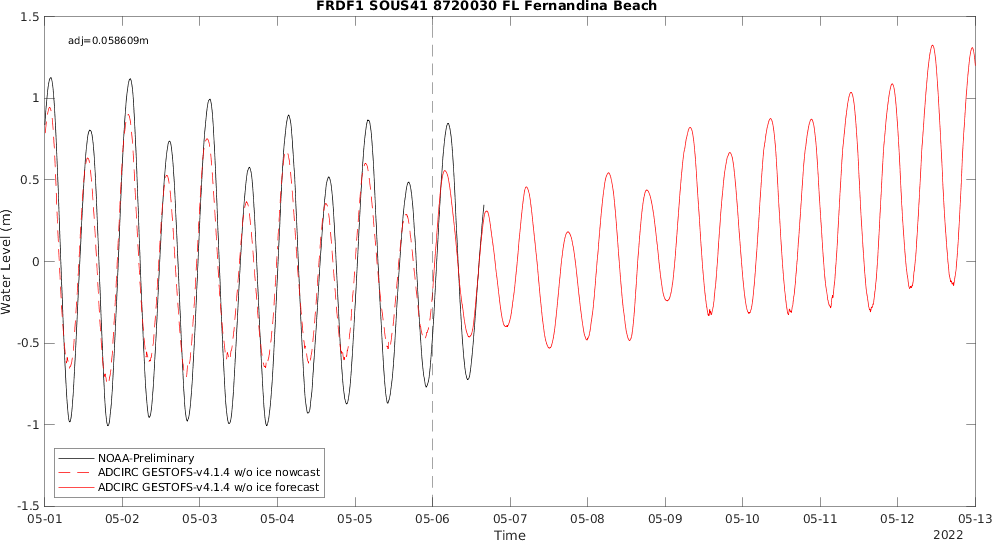 FRDF1 SOUS41 8720030 FL Fernandina Beach
adj=0.058609m
1.5
1
0.5
0
-0.5
-1
-1.5
Water Level (m)
NOAA-Preliminary
ADCIRC GESTOFS-v4.1.4 w/o ice nowcast
ADCIRC GESTOFS-v4.1.4 w/o ice forecast
05-01 05-02 05-03 05-04 05-05 05-06 05-07 05-08 05-09 05-10 05-11 05-12 05-13
Time
2022